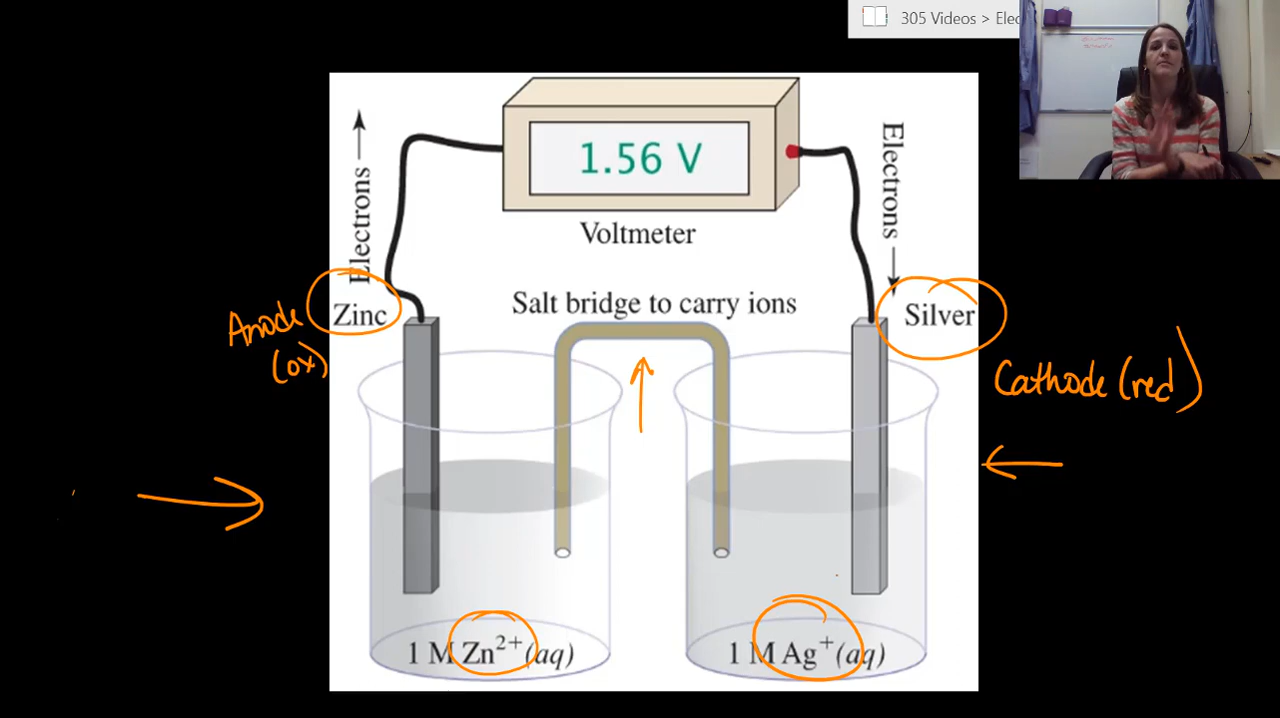 305 Videos > Elec
1.56 V
Voltmeter
Electrons
Electrons
Zinc
Salt bridge to carry ions
Silver
Anode
(ox)
Cathode (red)
1 M Zn²⁺(aq)
1 M Ag⁺(aq)